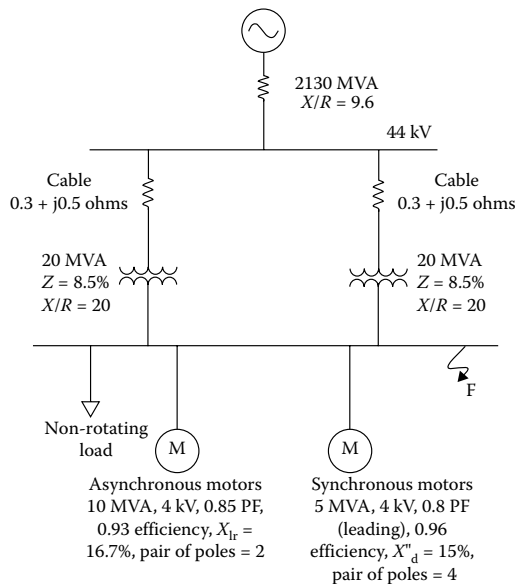 2130 MVA
X/R = 9.6
44 kV
Cable
0.3 + j0.5 ohms
Cable
0.3 + j0.5 ohms
20 MVA
Z = 8.5%
X/R = 20
20 MVA
Z = 8.5%
X/R = 20
F
Non-rotating
load
M
M
Asynchronous motors
10 MVA, 4 kV, 0.85 PF,
0.93 efficiency, Xlr =
16.7%, pair of poles = 2
Synchronous motors
5 MVA, 4 kV, 0.8 PF
(leading), 0.96
efficiency, X"d = 15%,
pair of poles = 4